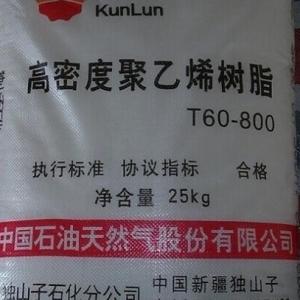 KunLun
高密度聚乙烯树脂
T60-800
执行标准 协议指标 合格
净含量 25kg
中国石油天然气股份有限公司
独山子石化分公司 中国新疆独山子